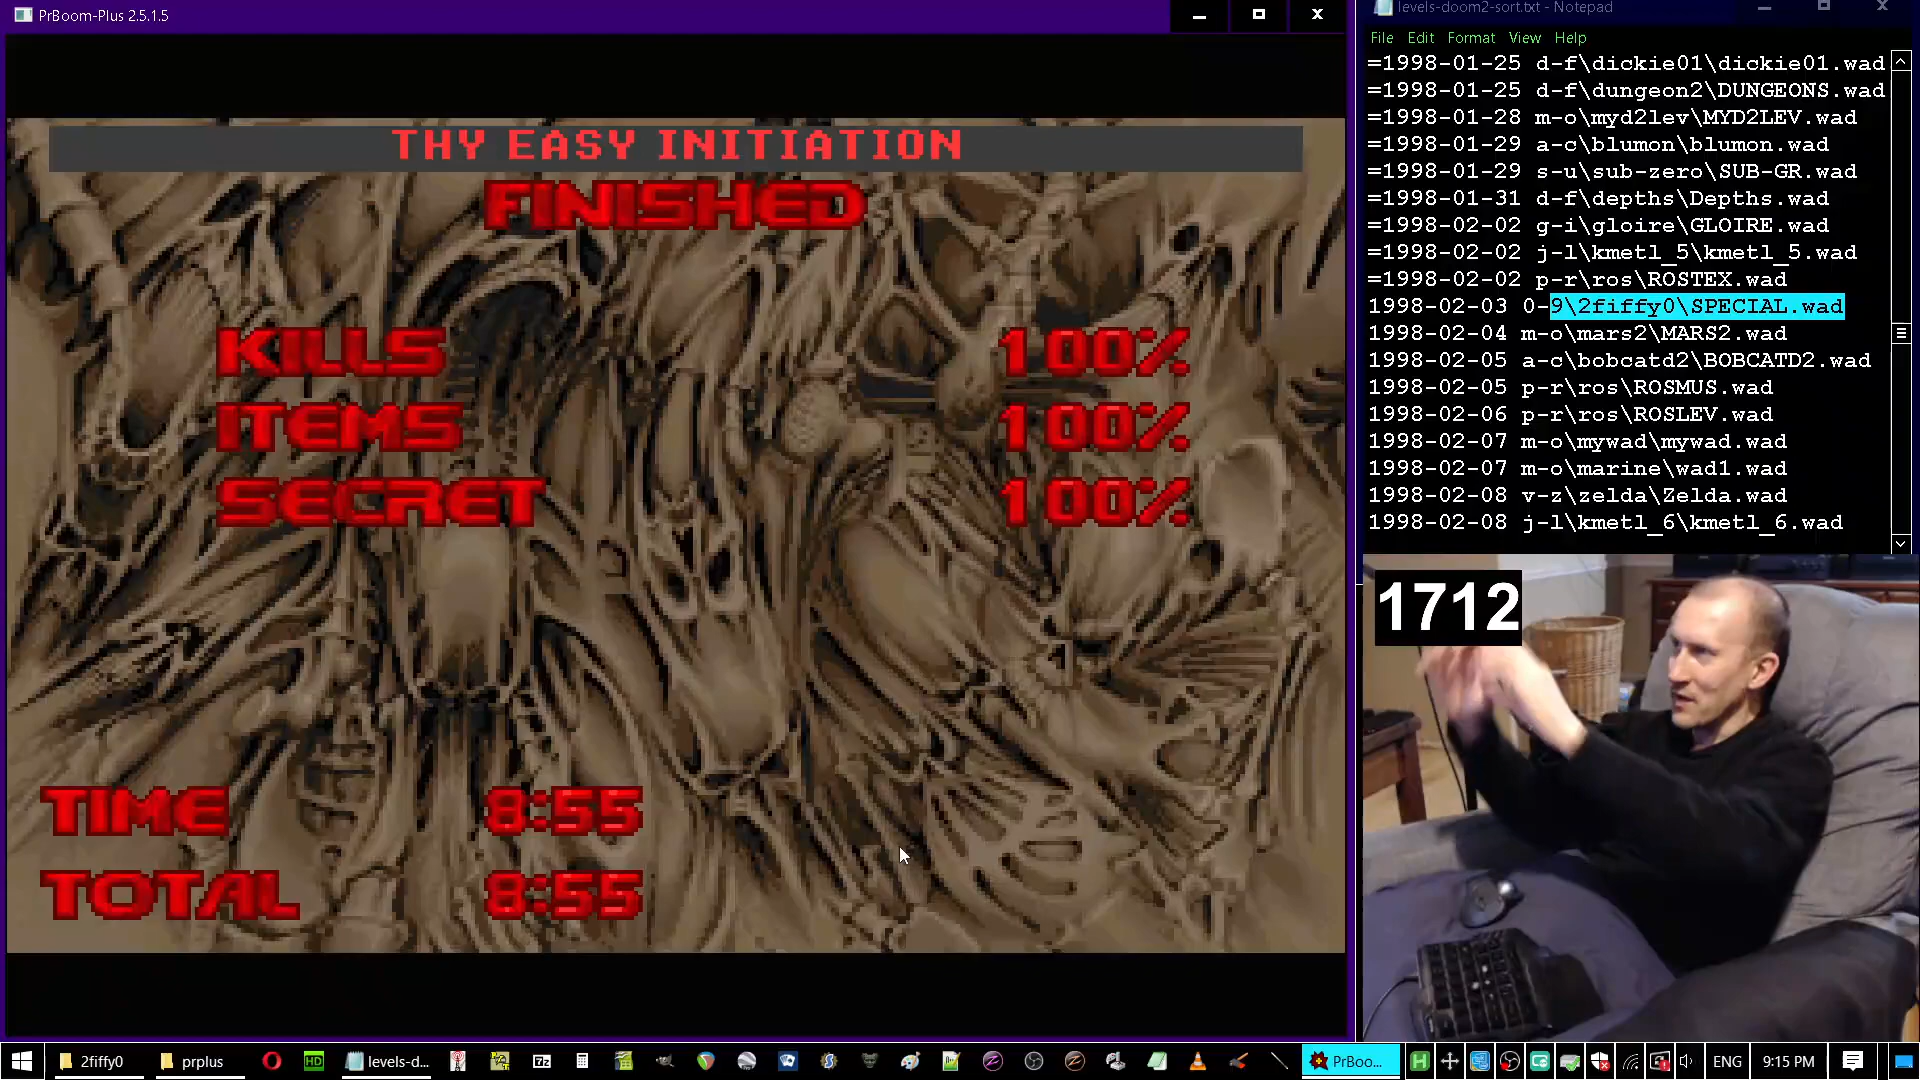 PrBoom-Plus 2.5.1.5
THY EASY INITIATION
FINISHED
KILLS 100%
ITEMS 100%
SECRET 100%
TIME 8:55
TOTAL 8:55
levels-doom2-sort.txt - Notepad
File Edit Format View Help
=1998-01-25 d-f\dickie01\dickie01.wad
=1998-01-25 d-f\dungeon2\DUNGEONS.wad
=1998-01-28 m-o\myd2lev\MYD2LEV.wad
=1998-01-29 a-c\blumon\blumon.wad
=1998-01-29 s-u\sub-zero\SUB-GR.wad
=1998-01-31 d-f\depths\Depths.wad
=1998-02-02 g-i\gloire\GLOIRE.wad
=1998-02-02 j-l\kmetl_5\kmetl_5.wad
=1998-02-02 p-r\ros\ROSTEX.wad
1998-02-03 0-9\2fiffy0\SPECIAL.wad
1998-02-04 m-o\mars2\MARS2.wad
1998-02-05 a-c\bobcatd2\BOBCATD2.wad
1998-02-05 p-r\ros\ROSMUS.wad
1998-02-06 p-r\ros\ROSLEV.wad
1998-02-07 m-o\mywad\mywad.wad
1998-02-07 m-o\marine\wad1.wad
1998-02-08 v-z\zelda\Zelda.wad
1998-02-08 j-l\kmetl_6\kmetl_6.wad
1712
2fiffy0 prplus HD levels-d... 7z PrBoo... ENG 9:15 PM